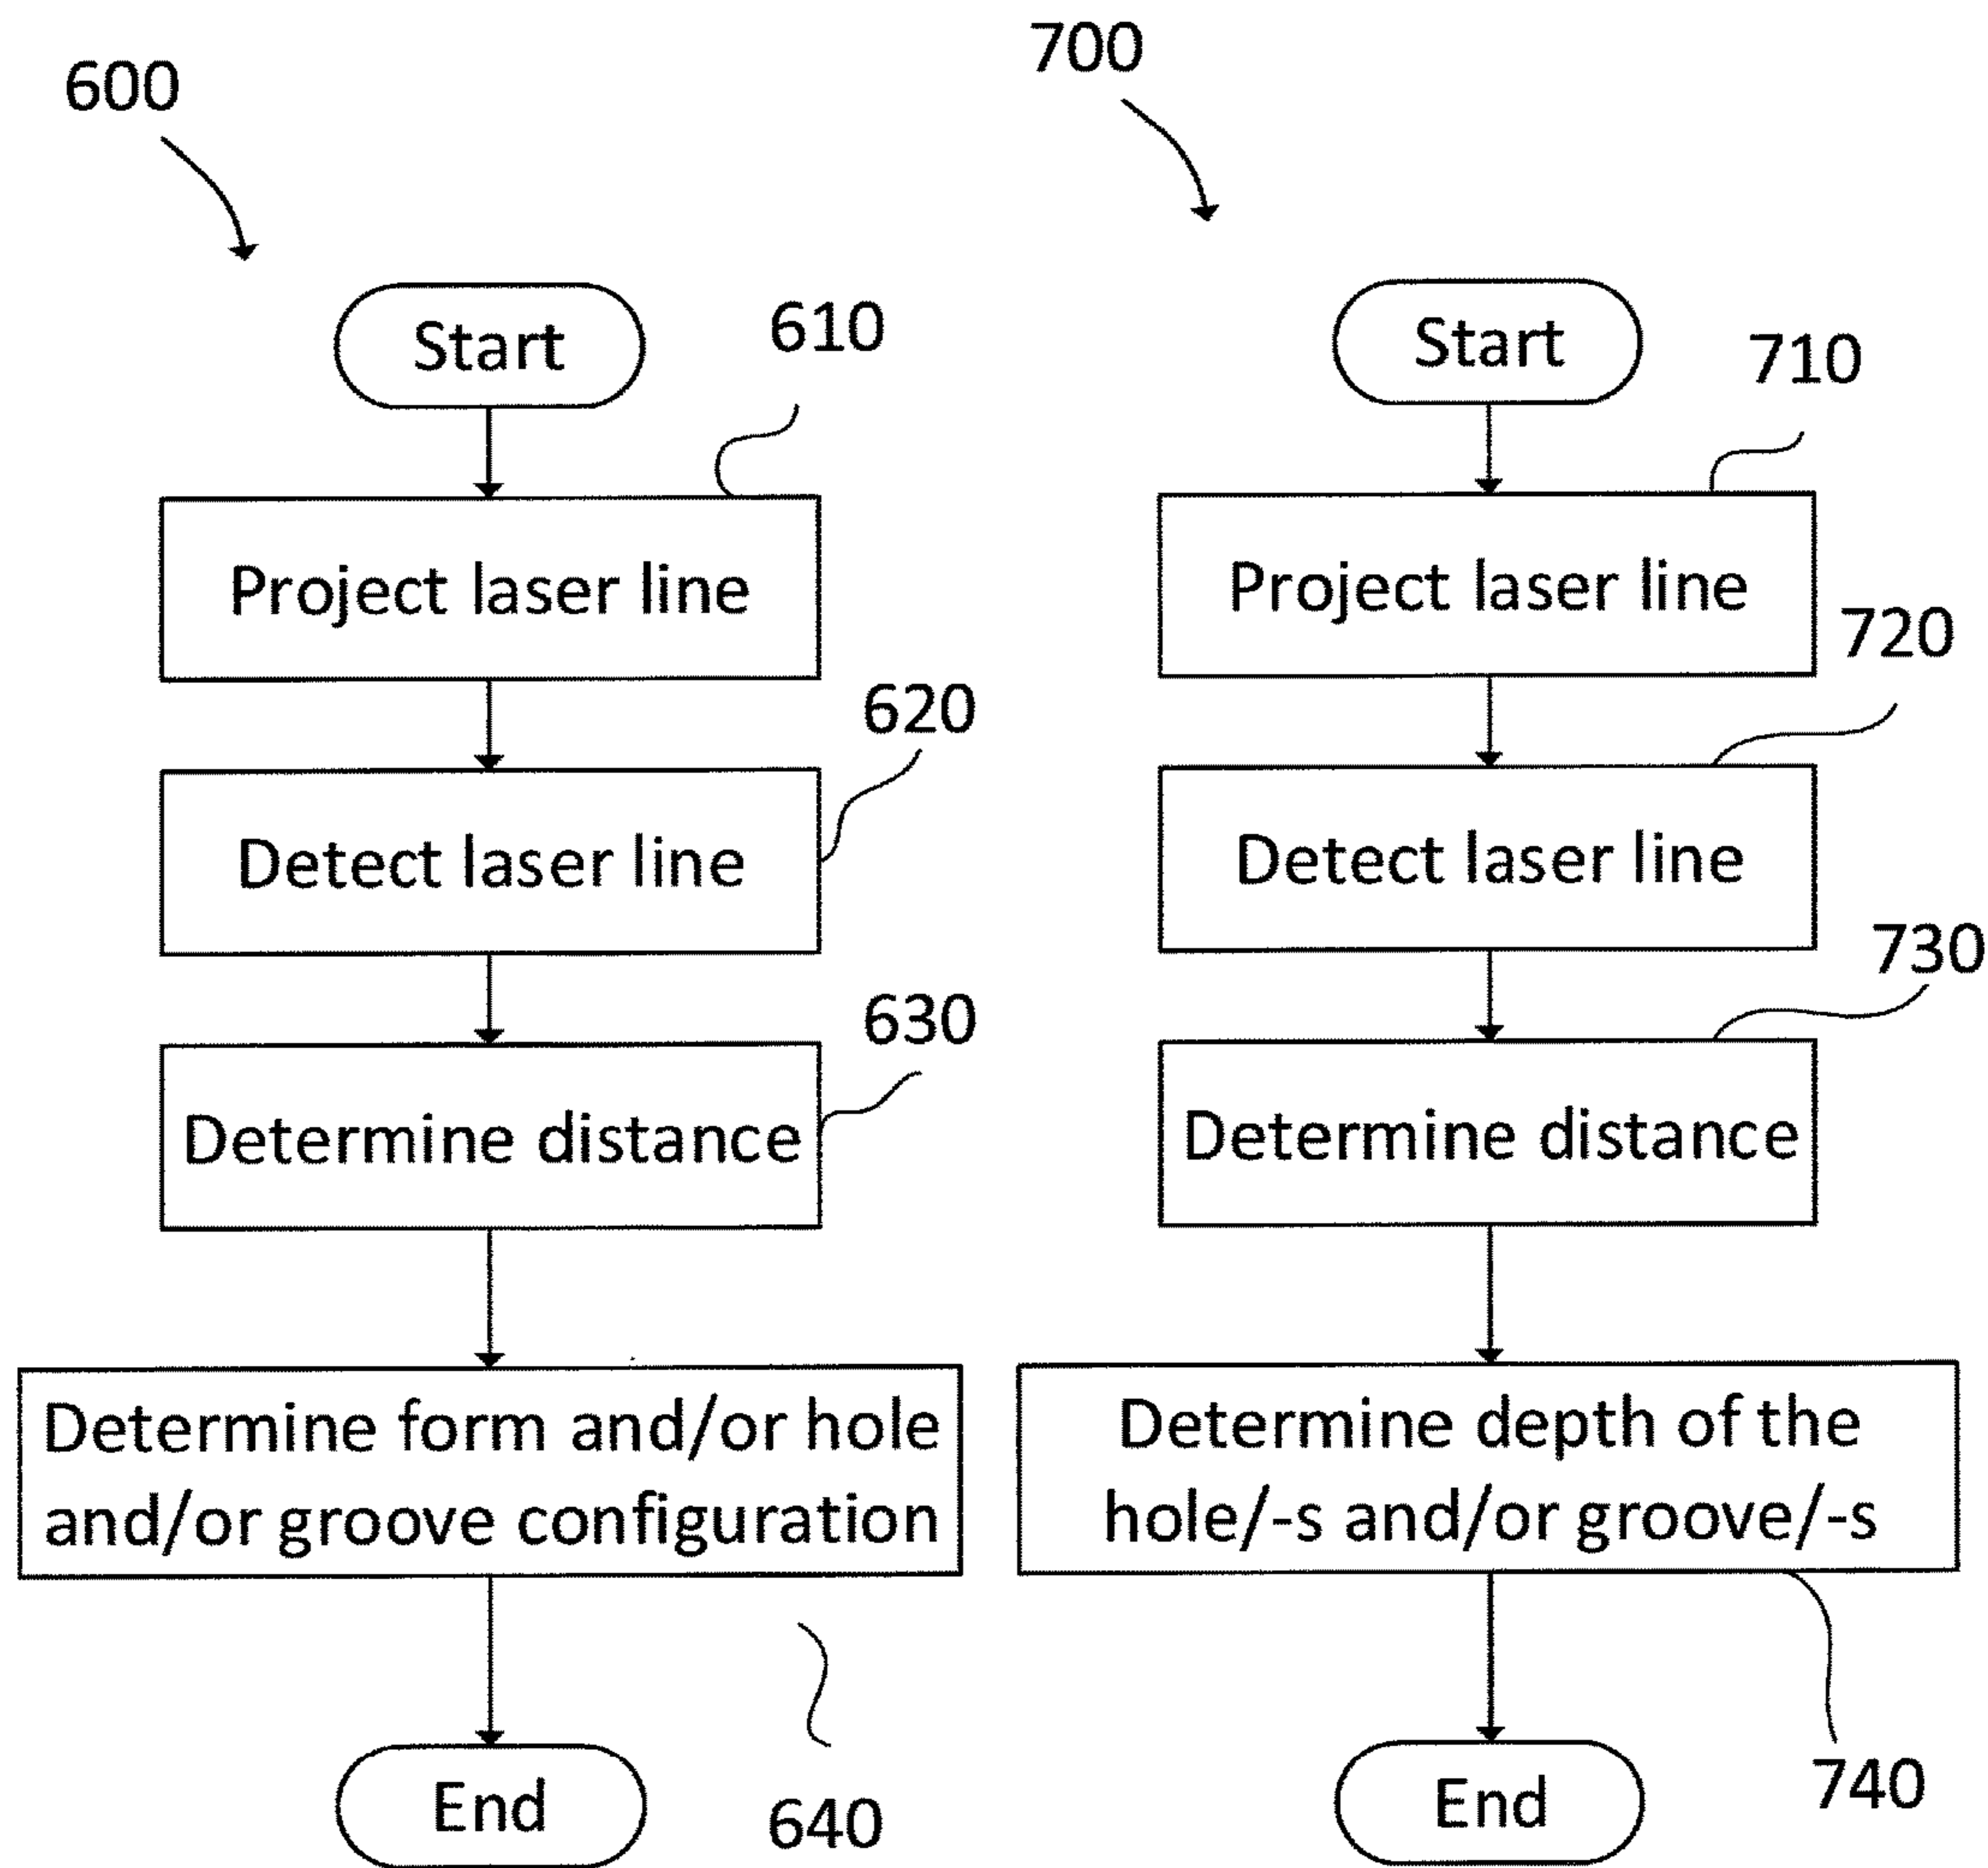 600
Start
610
Project laser line
620
Detect laser line
630
Determine distance
Determine form and/or hole
and/or groove configuration
640
End
700
Start
710
Project laser line
720
Detect laser line
730
Determine distance
Determine depth of the
hole/-s and/or groove/-s
740
End